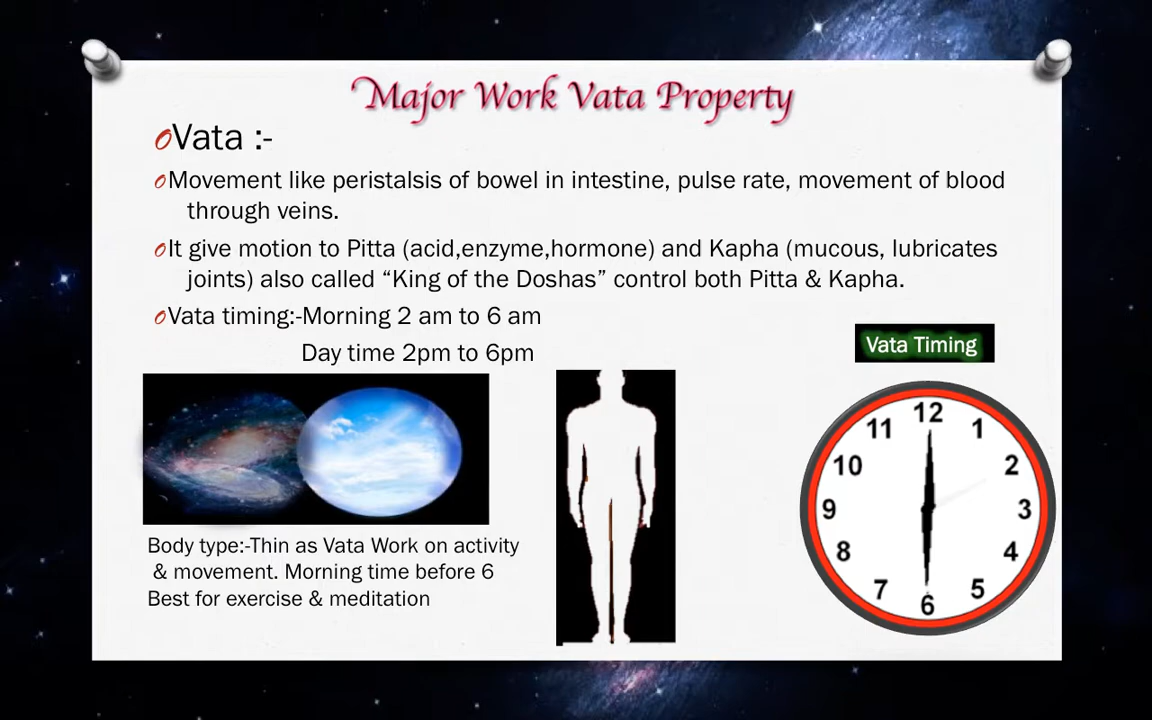 Major Work Vata Property
Vata :-
Movement like peristalsis of bowel in intestine, pulse rate, movement of blood
through veins.
It give motion to Pitta (acid,enzyme,hormone) and Kapha (mucous, lubricates
joints) also called “King of the Doshas” control both Pitta & Kapha.
Vata timing:-Morning 2 am to 6 am
Day time 2pm to 6pm
Vata Timing
12
11 1
10 2
9 3
8 4
7 5
6
Body type:-Thin as Vata Work on activity
& movement. Morning time before 6
Best for exercise & meditation